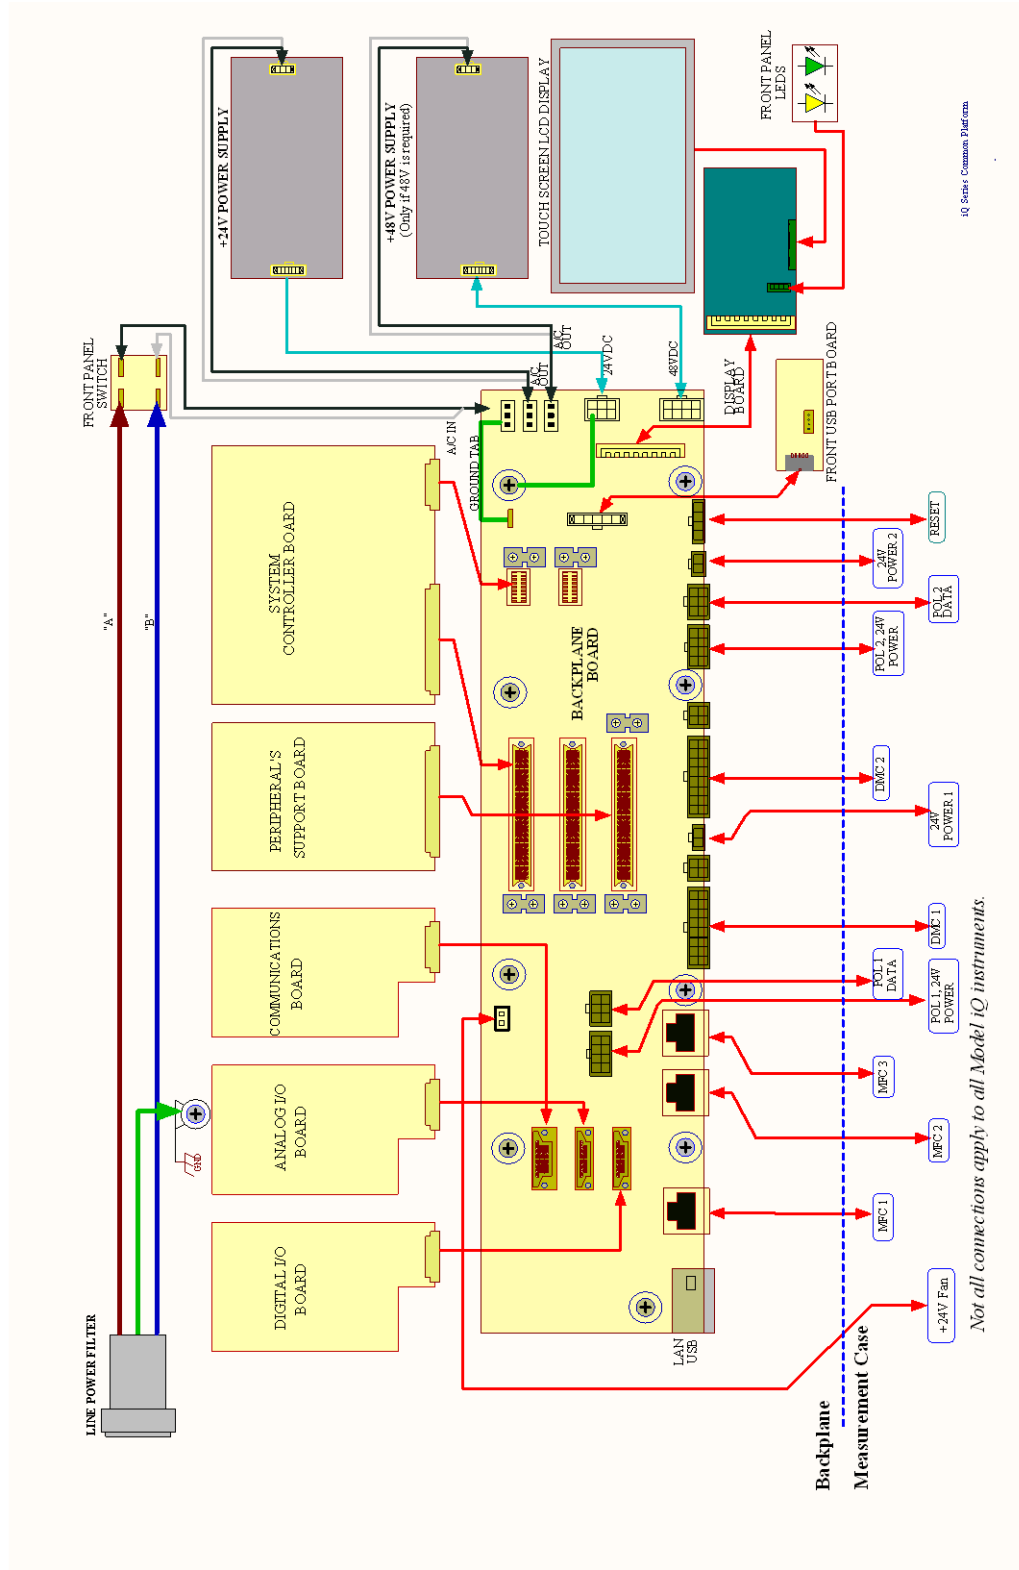 LINE POWER FILTER
"A"
"B"
GND
FRONT PANEL
SWITCH
+24V POWER SUPPLY
+48V POWER SUPPLY
(Only if 48V is required)
TOUCH SCREEN LCD DISPLAY
FRONT PANEL
LEDS
iQ Series Common Platform
DIGITAL I/O
BOARD
ANALOG I/O
BOARD
COMMUNICATIONS
BOARD
PERIPHERAL'S
SUPPORT BOARD
SYSTEM
CONTROLLER BOARD
A/C IN
GROUND TAB
A/C
OUT
A/C
OUT
24VDC
48VDC
DISPLAY
BOARD
FRONT USB PORT BOARD
BACKPLANE
BOARD
LAN
USB
Backplane
Measurement Case
+24V Fan
MFC 1
MFC 2
MFC 3
POL 1, 24V
POWER
POL 1
DATA
DMC 1
24V
POWER 1
DMC 2
POL 2, 24V
POWER
POL 2
DATA
24V
POWER 2
RESET
Not all connections apply to all Model iQ instruments.